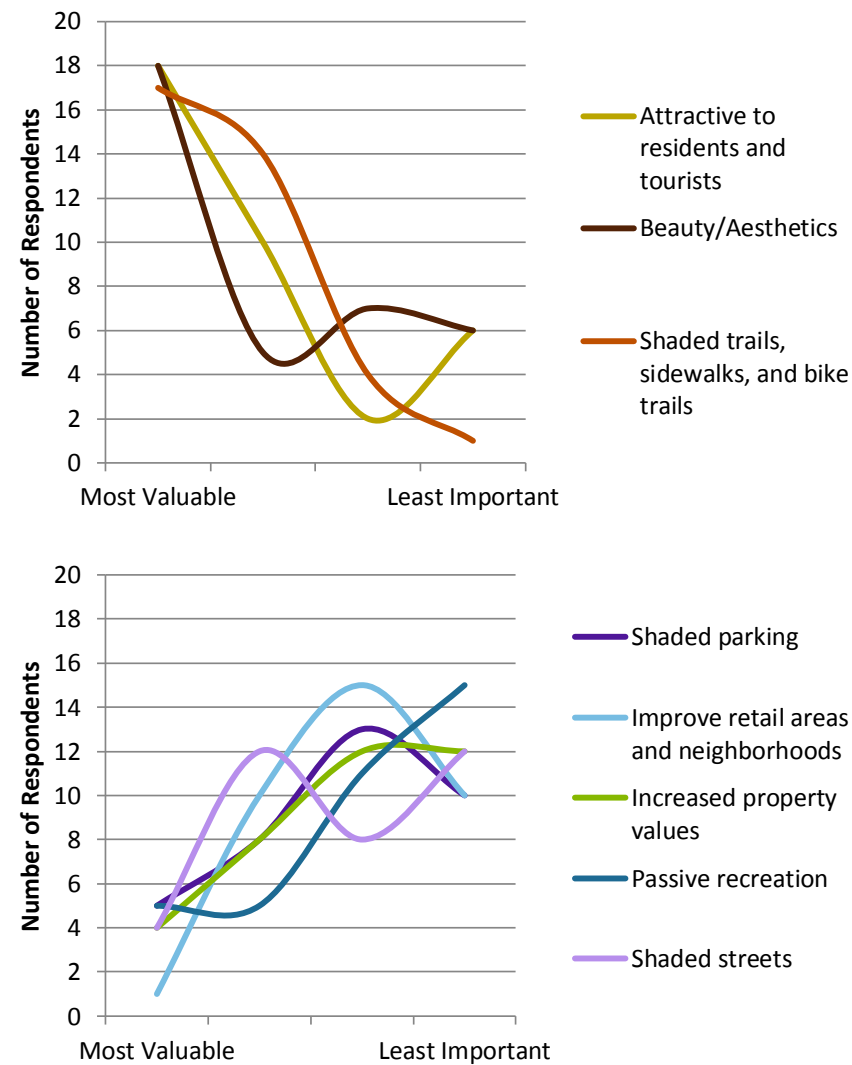 20
18
16
14
12
10
8
6
4
2
0
Number of Respondents
Most Valuable
Least Important
Attractive to
residents and
tourists
Beauty/Aesthetics
Shaded trails,
sidewalks, and bike
trails
20
18
16
14
12
10
8
6
4
2
0
Number of Respondents
Most Valuable
Least Important
Shaded parking
Improve retail areas
and neighborhoods
Increased property
values
Passive recreation
Shaded streets